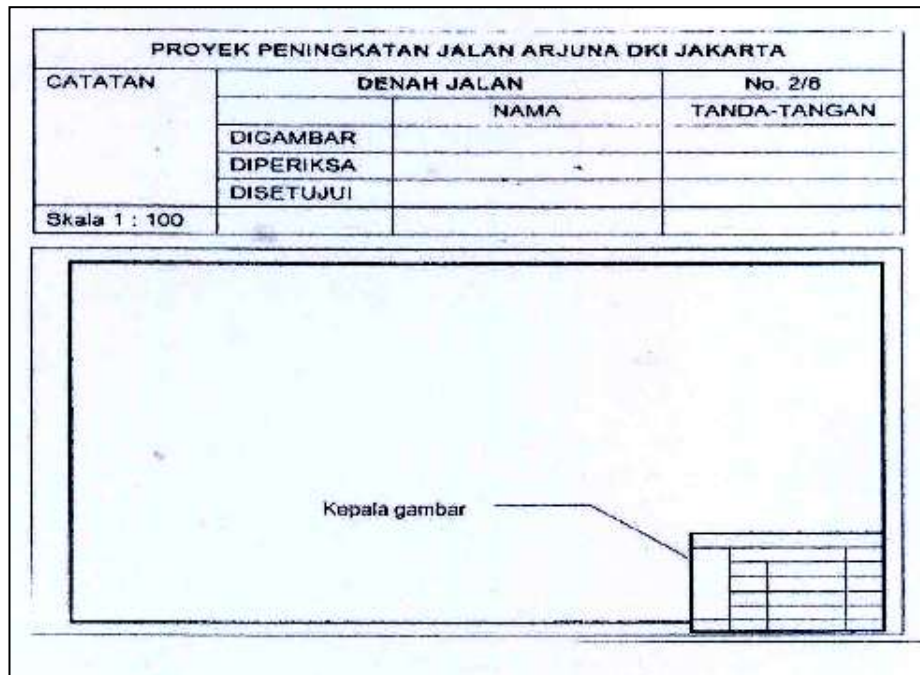 PROYEK PENINGKATAN JALAN ARJUNA DKI JAKARTA
CATATAN DENAH JALAN No. 2/8
NAMA TANDA-TANGAN
DIGAMBAR
DIPERIKSA
DISETUJUI
Skala 1 : 100
Kepala gambar